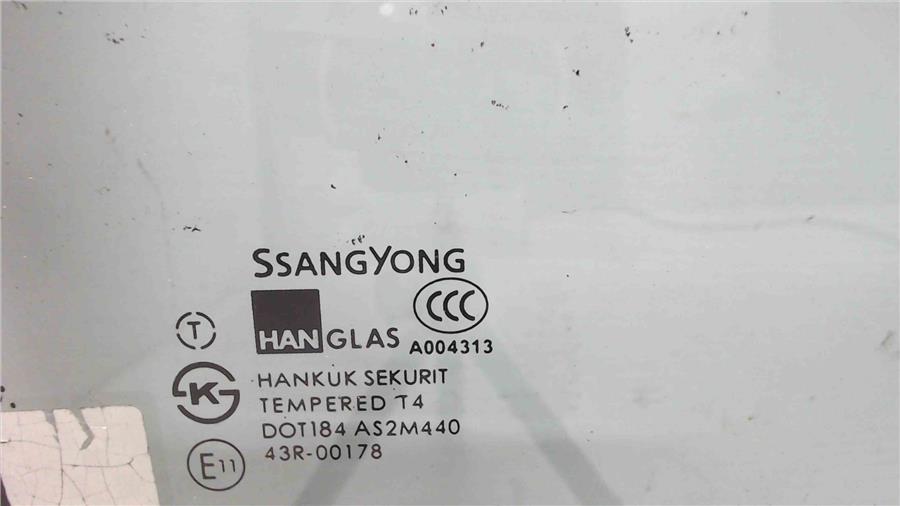 SSANGYONG
CCC
T
HANGLAS
A004313
K
HANKUK SEKURIT
TEMPERED T4
DOT184 AS2M440
E11
43R-00178